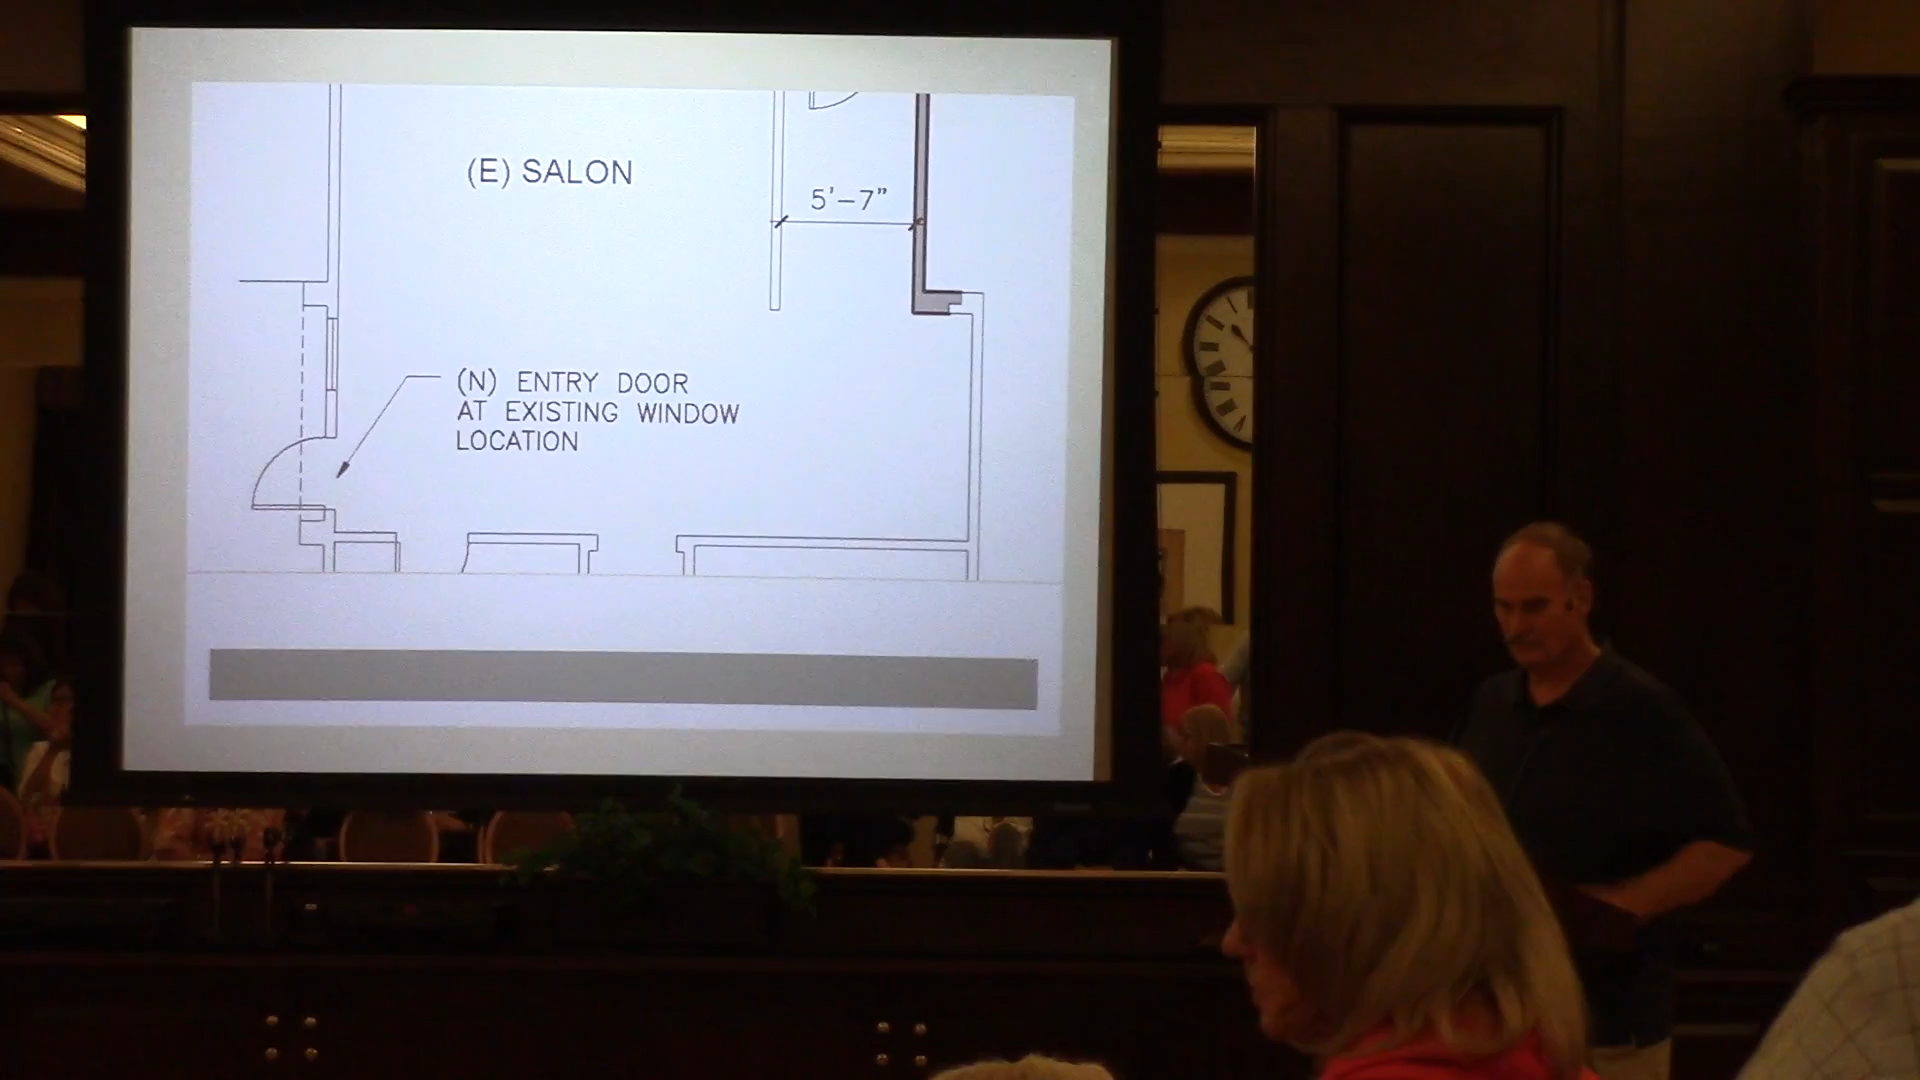 (E) SALON
5'-7"
(N) ENTRY DOOR
AT EXISTING WINDOW
LOCATION